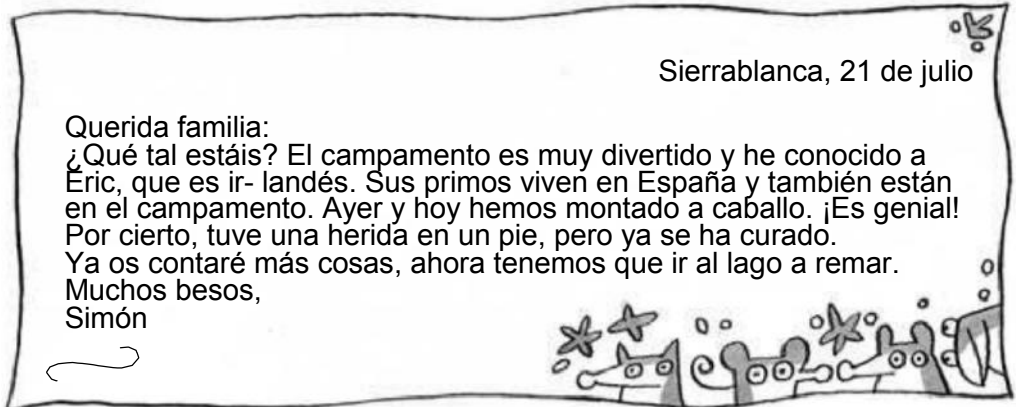 Sierrablanca, 21 de julio
Querida familia:
¿Qué tal estáis? El campamento es muy divertido y he conocido a
Eric, que es ir- landés. Sus primos viven en España y también están
en el campamento. Ayer y hoy hemos montado a caballo. ¡Es genial!
Por cierto, tuve una herida en un pie, pero ya se ha curado.
Ya os contaré más cosas, ahora tenemos que ir al lago a remar.
Muchos besos,
Simón